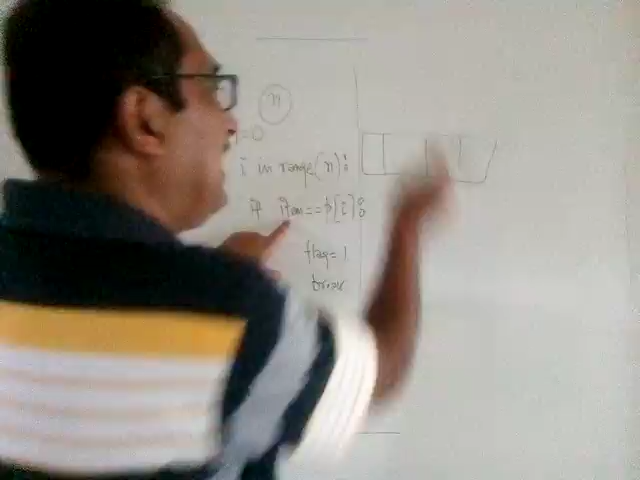 n
=0
i in range(n):
if item==p[i]:
flag=1
break